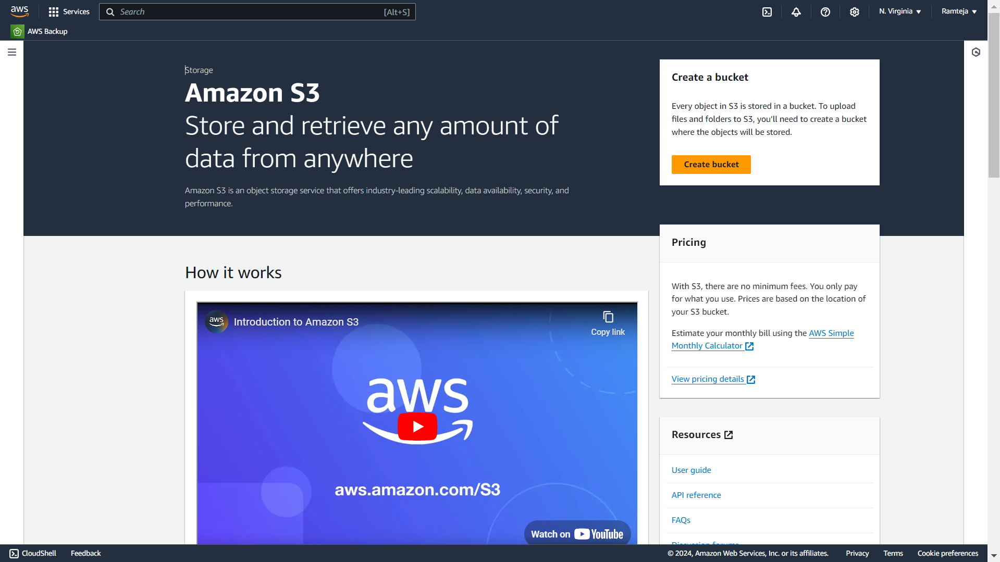 aws
Services
Search
[Alt+S]
N. Virginia
Ramteja
AWS Backup
Storage
Amazon S3
Store and retrieve any amount of
data from anywhere
Amazon S3 is an object storage service that offers industry-leading scalability, data availability, security, and
performance.
Create a bucket
Every object in S3 is stored in a bucket. To upload
files and folders to S3, you’ll need to create a bucket
where the objects will be stored.
Create bucket
How it works
aws
Introduction to Amazon S3
Copy link
aws
aws.amazon.com/S3
Watch on YouTube
Pricing
With S3, there are no minimum fees. You only pay
for what you use. Prices are based on the location of
your S3 bucket.
Estimate your monthly bill using the AWS Simple
Monthly Calculator
View pricing details
Resources
User guide
API reference
FAQs
Discussion forums
CloudShell
Feedback
© 2024, Amazon Web Services, Inc. or its affiliates.
Privacy
Terms
Cookie preferences